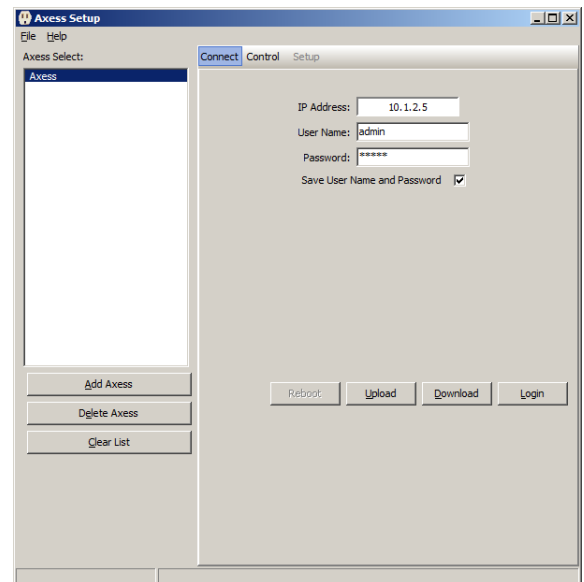 Axess Setup
File Help
Axess Select:
Connect Control Setup
Axess
IP Address: 10.1.2.5
User Name: admin
Password: *****
Save User Name and Password
Add Axess
Reboot Upload Download Login
Delete Axess
Clear List